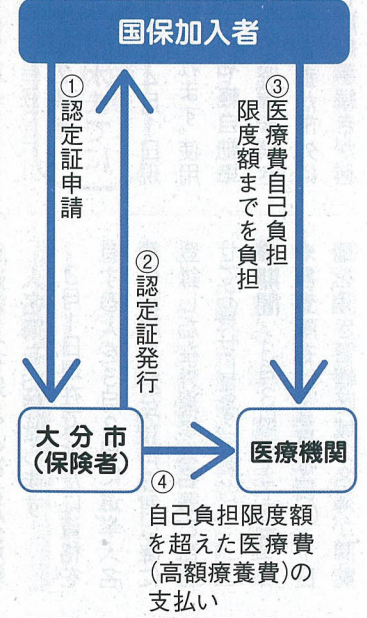 国保加入者
①認定証申請
②認定証発行
③医療費自己負担
限度額までを負担
大分市
(保険者)
医療機関
④
自己負担限度額
を超えた医療費
(高額療養費)の
支払い